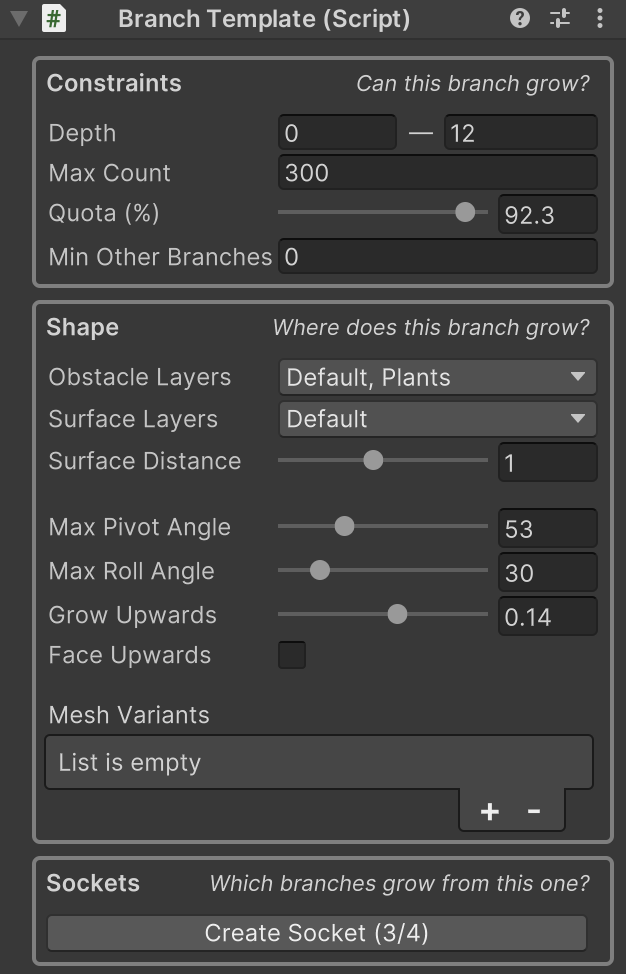 # Branch Template (Script) ?
Constraints Can this branch grow?
Depth 0 — 12
Max Count 300
Quota (%) 92.3
Min Other Branches 0
Shape Where does this branch grow?
Obstacle Layers Default, Plants
Surface Layers Default
Surface Distance 1
Max Pivot Angle 53
Max Roll Angle 30
Grow Upwards 0.14
Face Upwards
Mesh Variants
List is empty
+ -
Sockets Which branches grow from this one?
Create Socket (3/4)